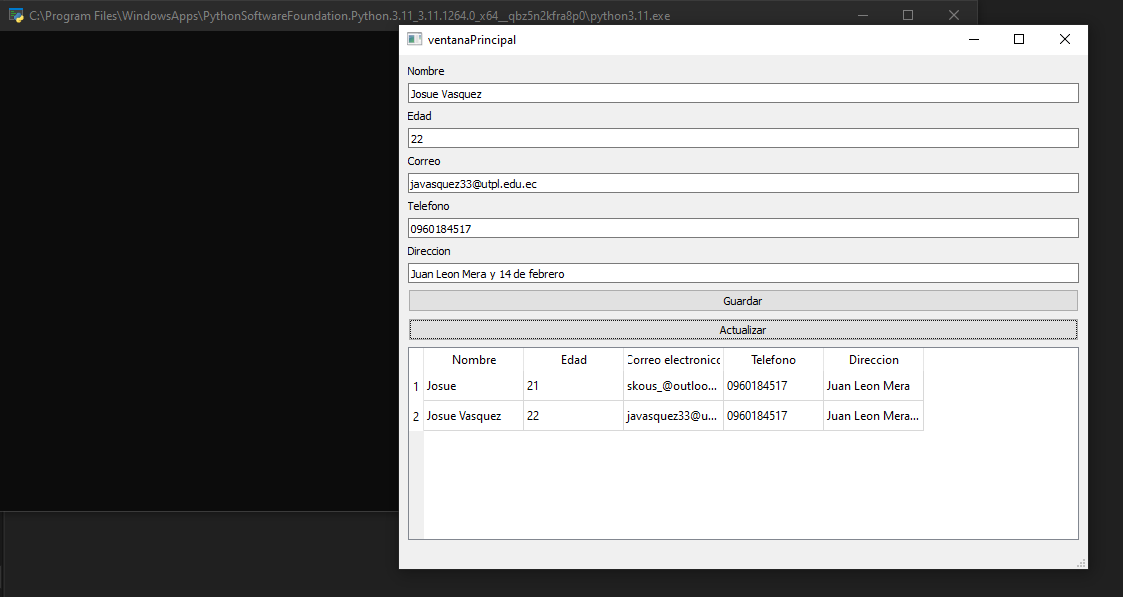 C:\Program Files\WindowsApps\PythonSoftwareFoundation.Python.3.11_3.11.1264.0_x64__qbz5n2kfra8p0\python3.11.exe
ventanaPrincipal
Nombre
Josue Vasquez
Edad
22
Correo
javasquez33@utpl.edu.ec
Telefono
0960184517
Direccion
Juan Leon Mera y 14 de febrero
Guardar
Actualizar
Nombre Edad Correo electronico Telefono Direccion
1 Josue 21 skous_@outloo... 0960184517 Juan Leon Mera
2 Josue Vasquez 22 javasquez33@u... 0960184517 Juan Leon Mera...